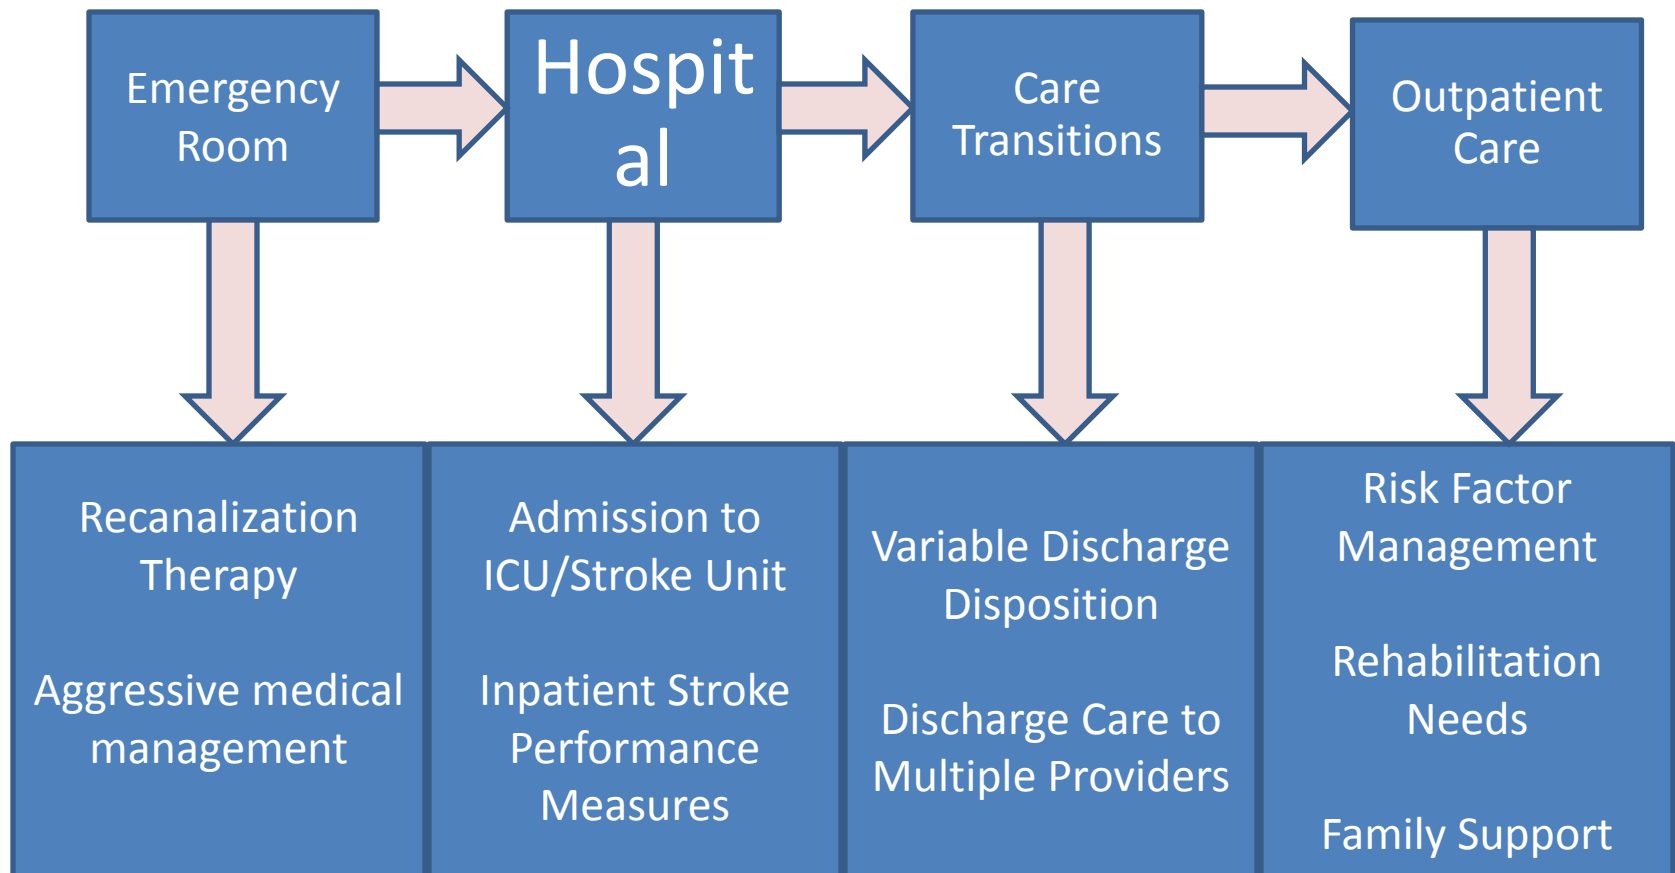 Emergency
Room
Hospit
al
Care
Transitions
Outpatient
Care
Recanalization
Therapy
Aggressive medical
management
Admission to
ICU/Stroke Unit
Inpatient Stroke
Performance
Measures
Variable Discharge
Disposition
Discharge Care to
Multiple Providers
Risk Factor
Management
Rehabilitation
Needs
Family Support